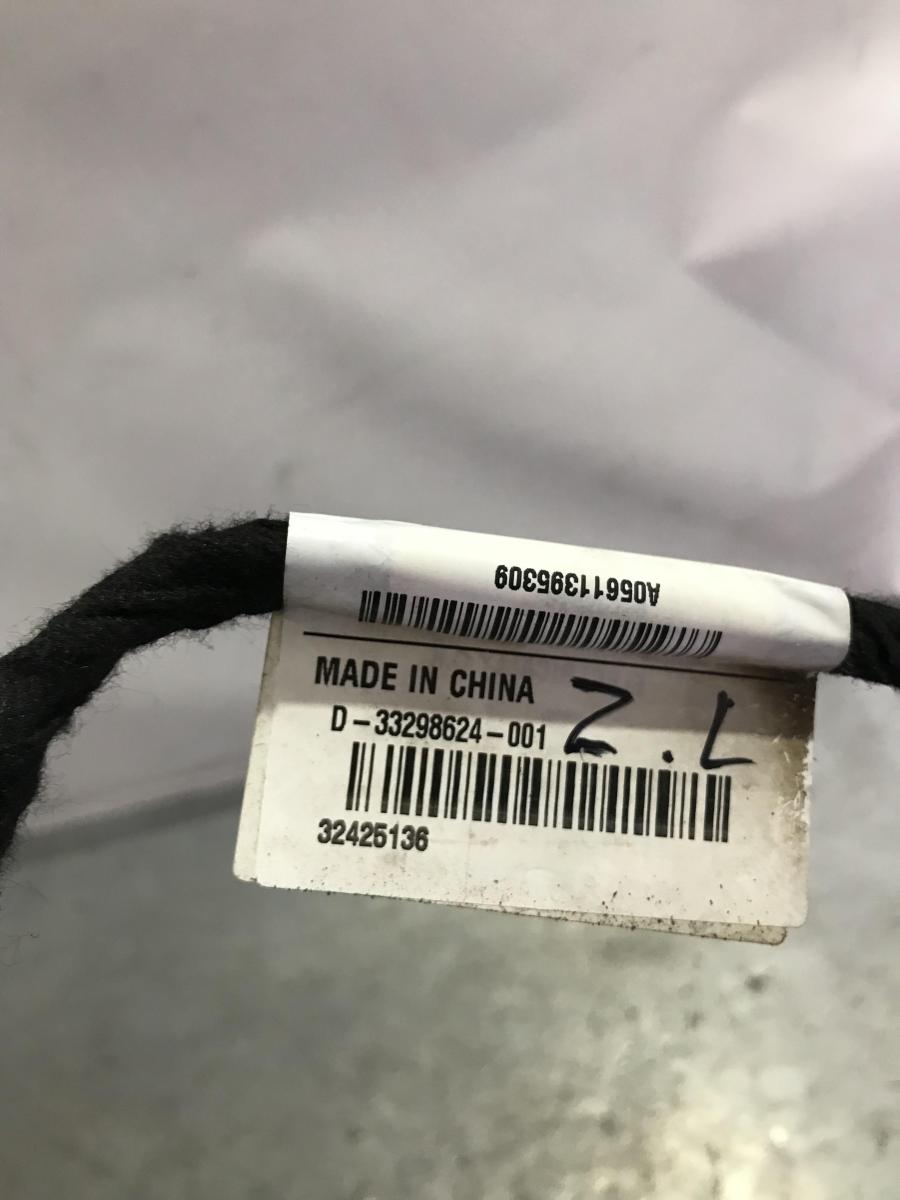 A05611395309
MADE IN CHINA
D-33298624-001
Z.L
32425136